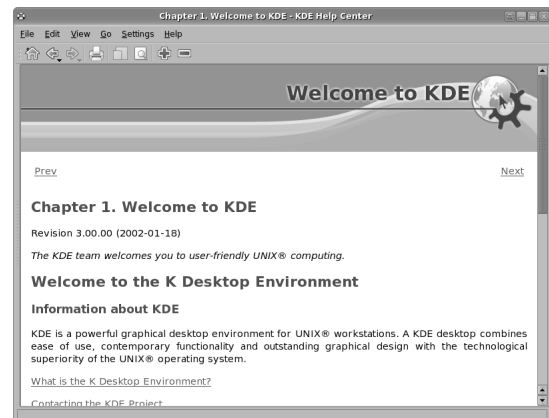 Chapter 1. Welcome to KDE - KDE Help Center
File Edit View Go Settings Help
Welcome to KDE
Prev Next
Chapter 1. Welcome to KDE
Revision 3.00.00 (2002-01-18)
The KDE team welcomes you to user-friendly UNIX® computing.
Welcome to the K Desktop Environment
Information about KDE
KDE is a powerful graphical desktop environment for UNIX® workstations. A KDE desktop combines
ease of use, contemporary functionality and outstanding graphical design with the technological
superiority of the UNIX® operating system.
What is the K Desktop Environment?
Contacting the KDE Project